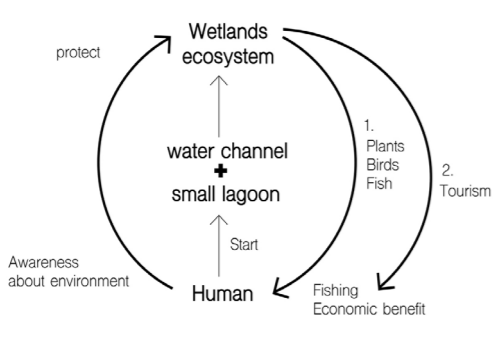 Wetlands
ecosystem
protect
1.
Plants
Birds
Fish
2.
Tourism
water channel
+
small lagoon
Start
Awareness
about environment
Human
Fishing
Economic benefit